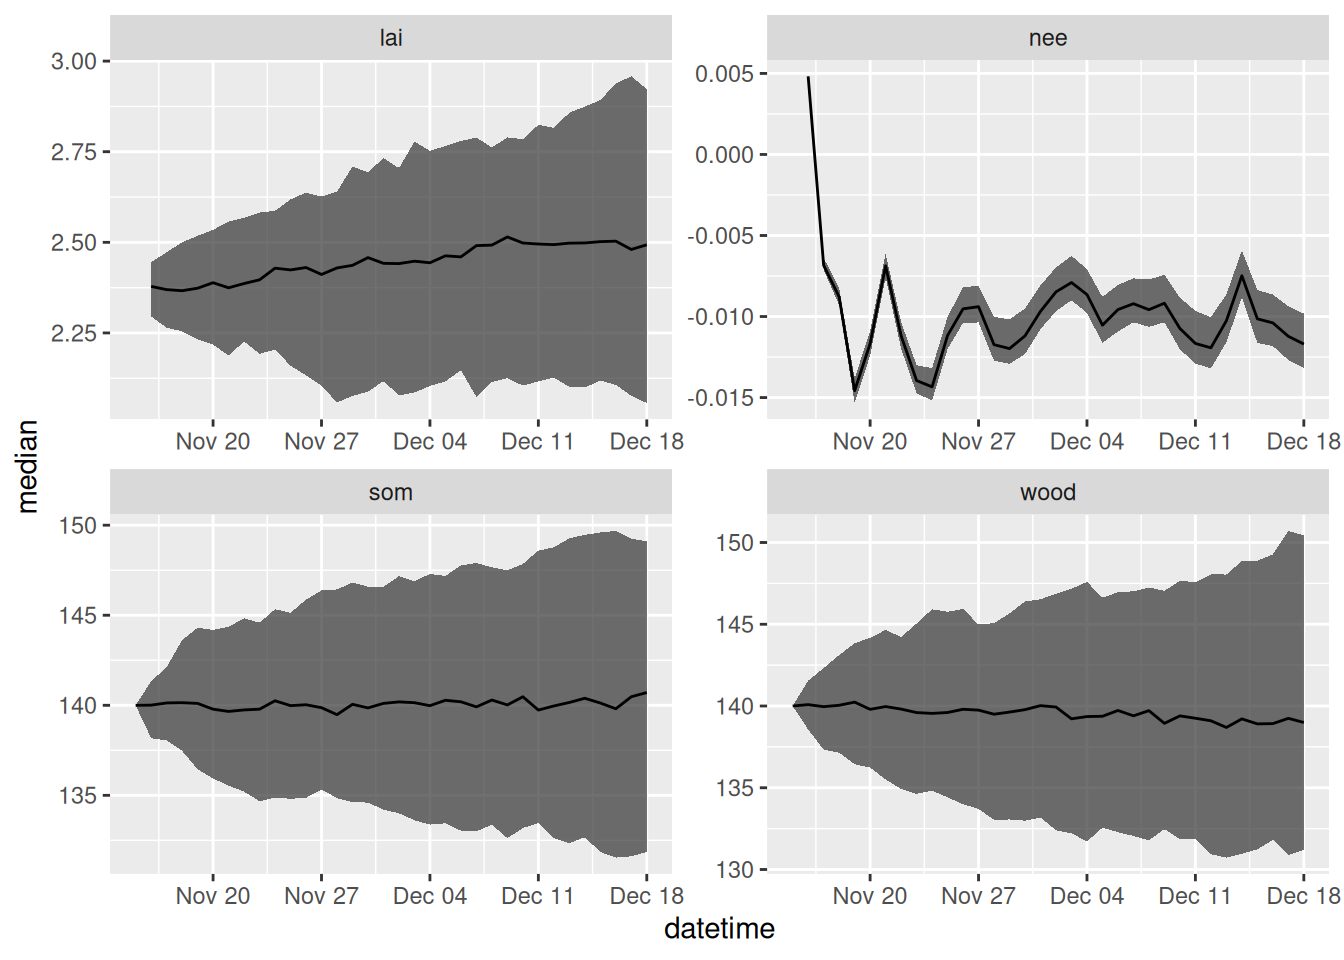 lai
3.00
2.75
2.50
2.25
Nov 20 Nov 27 Dec 04 Dec 11 Dec 18
nee
0.005
0.000
-0.005
-0.010
-0.015
Nov 20 Nov 27 Dec 04 Dec 11 Dec 18
median
som
150
145
140
135
Nov 20 Nov 27 Dec 04 Dec 11 Dec 18
wood
150
145
140
135
130
Nov 20 Nov 27 Dec 04 Dec 11 Dec 18
datetime